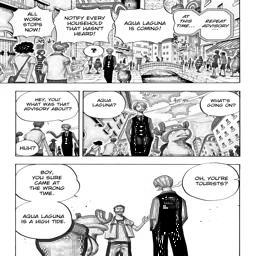 REPEAT
ADVISORY
AT
THIS
TIME...
AQUA LAGUNA
IS COMING!
NOTIFY EVERY
HOUSEHOLD
THAT HASN'T
HEARD!
ALL
WORK
STOPS
NOW!
WHAT'S
GOING ON?
AQUA
LAGUNA?
HEY, YOU!
WHAT WAS THAT
ADVISORY ABOUT?
HUH?
OH, YOU'RE
TOURISTS?
BOY,
YOU SURE
CAME AT
THE WRONG
TIME.
AQUA LAGUNA
IS A HIGH TIDE.